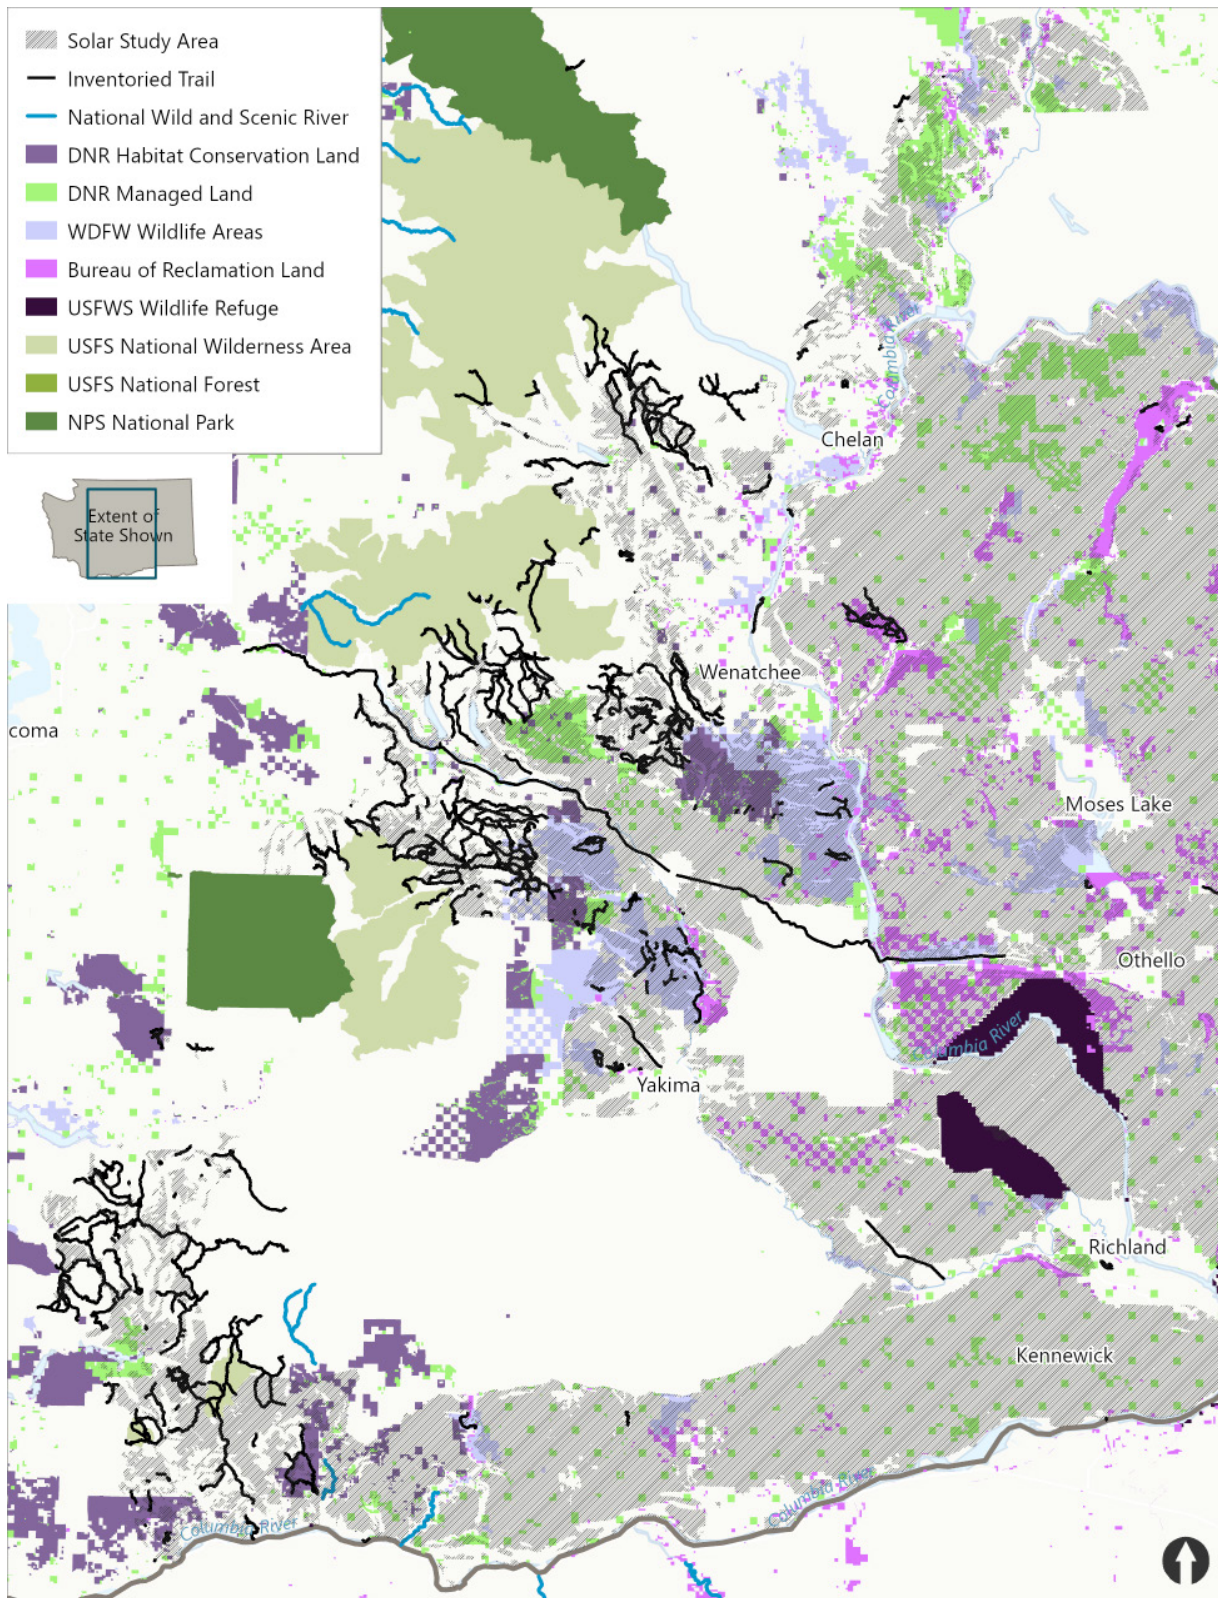 Solar Study Area
Inventoried Trail
National Wild and Scenic River
DNR Habitat Conservation Land
DNR Managed Land
WDFW Wildlife Areas
Bureau of Reclamation Land
USFWS Wildlife Refuge
USFS National Wilderness Area
USFS National Forest
NPS National Park
Extent of
State Shown
Columbia River
Chelan
Wenatchee
coma
Moses Lake
Othello
Columbia River
Yakima
Richland
Kennewick
Columbia River
Columbia River